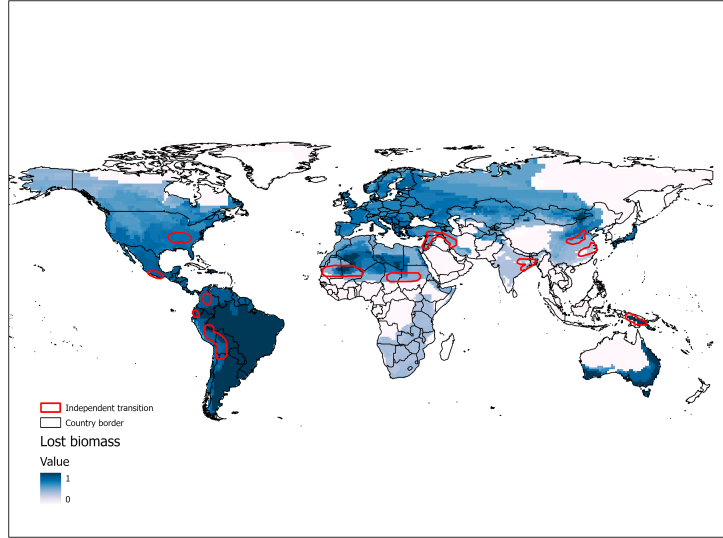 Independent transition
Country border
Lost biomass
Value
1
0